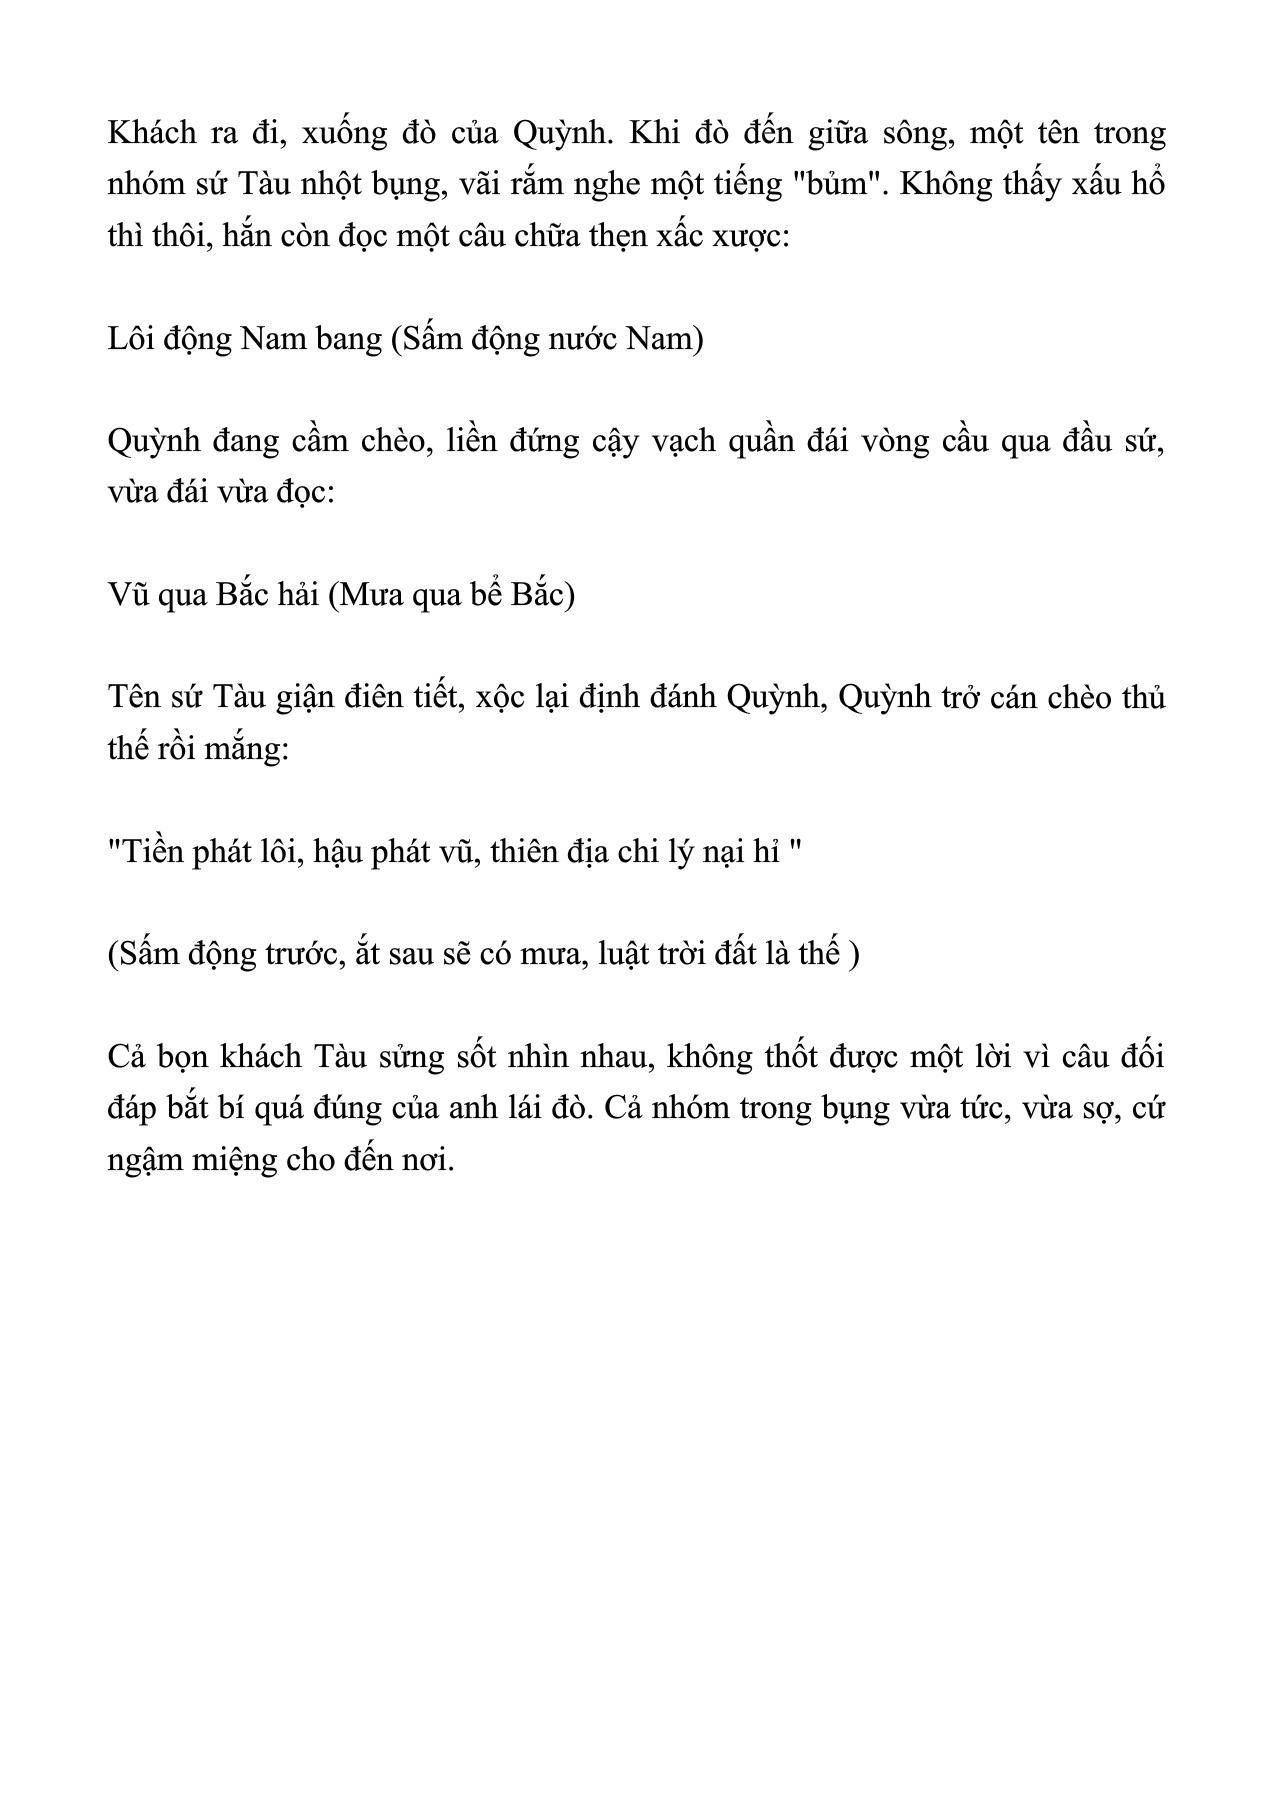 Khách ra đi, xuống đò của Quỳnh. Khi đò đến giữa sông, một tên trong
nhóm sứ Tàu nhột bụng, vãi rắm nghe một tiếng "bủm". Không thấy xấu hổ
thì thôi, hắn còn đọc một câu chữa thẹn xấc xược:
Lôi động Nam bang (Sấm động nước Nam)
Quỳnh đang cầm chèo, liền đứng cậy vạch quần đái vòng cầu qua đầu sứ,
vừa đái vừa đọc:
Vũ qua Bắc hải (Mưa qua bể Bắc)
Tên sứ Tàu giận điên tiết, xộc lại định đánh Quỳnh, Quỳnh trở cán chèo thủ
thế rồi mắng:
"Tiền phát lôi, hậu phát vũ, thiên địa chi lý nại hỉ "
(Sấm động trước, ắt sau sẽ có mưa, luật trời đất là thế )
Cả bọn khách Tàu sửng sốt nhìn nhau, không thốt được một lời vì câu đối
đáp bắt bí quá đúng của anh lái đò. Cả nhóm trong bụng vừa tức, vừa sợ, cứ
ngậm miệng cho đến nơi.